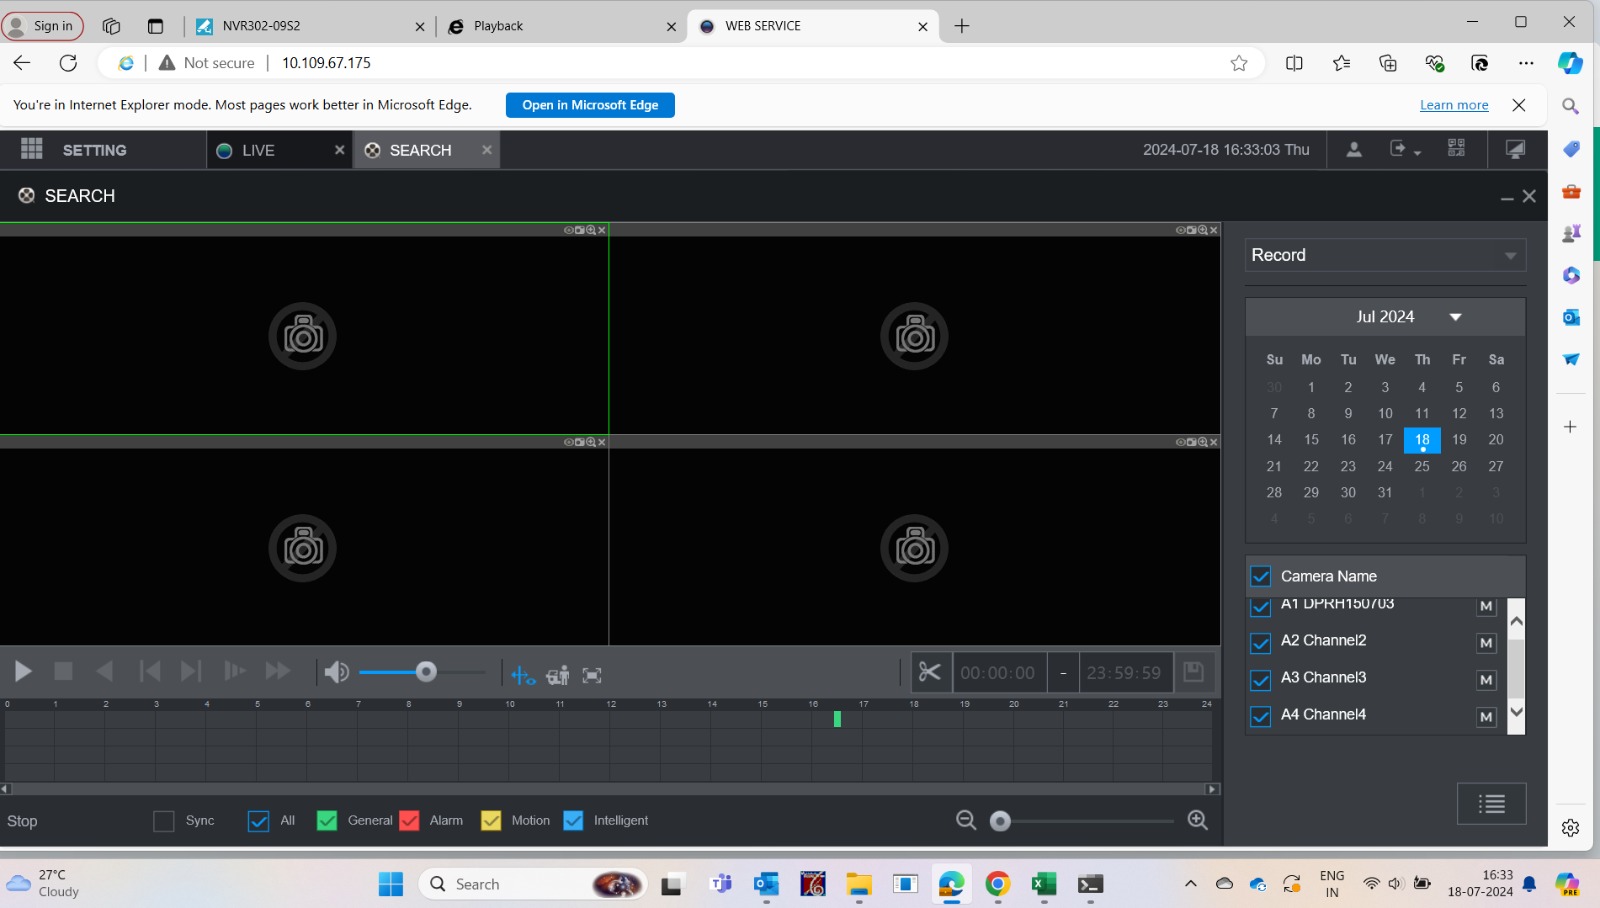 Sign in
NVR302-09S2
Playback
WEB SERVICE
Not secure
10.109.67.175
You're in Internet Explorer mode. Most pages work better in Microsoft Edge.
Open in Microsoft Edge
Learn more
SETTING
LIVE
SEARCH
2024-07-18 16:33:03 Thu
SEARCH
Record
Jul 2024
Su Mo Tu We Th Fr Sa
30 1 2 3 4 5 6
7 8 9 10 11 12 13
14 15 16 17 18 19 20
21 22 23 24 25 26 27
28 29 30 31 1 2 3
4 5 6 7 8 9 10
Camera Name
A1 DPRH150703 M
A2 Channel2 M
A3 Channel3 M
A4 Channel4 M
00:00:00 - 23:59:59
0 1 2 3 4 5 6 7 8 9 10 11 12 13 14 15 16 17 18 19 20 21 22 23 24
Stop
Sync
All
General
Alarm
Motion
Intelligent
27°C
Cloudy
Search
ENG
IN
16:33
18-07-2024
PRE